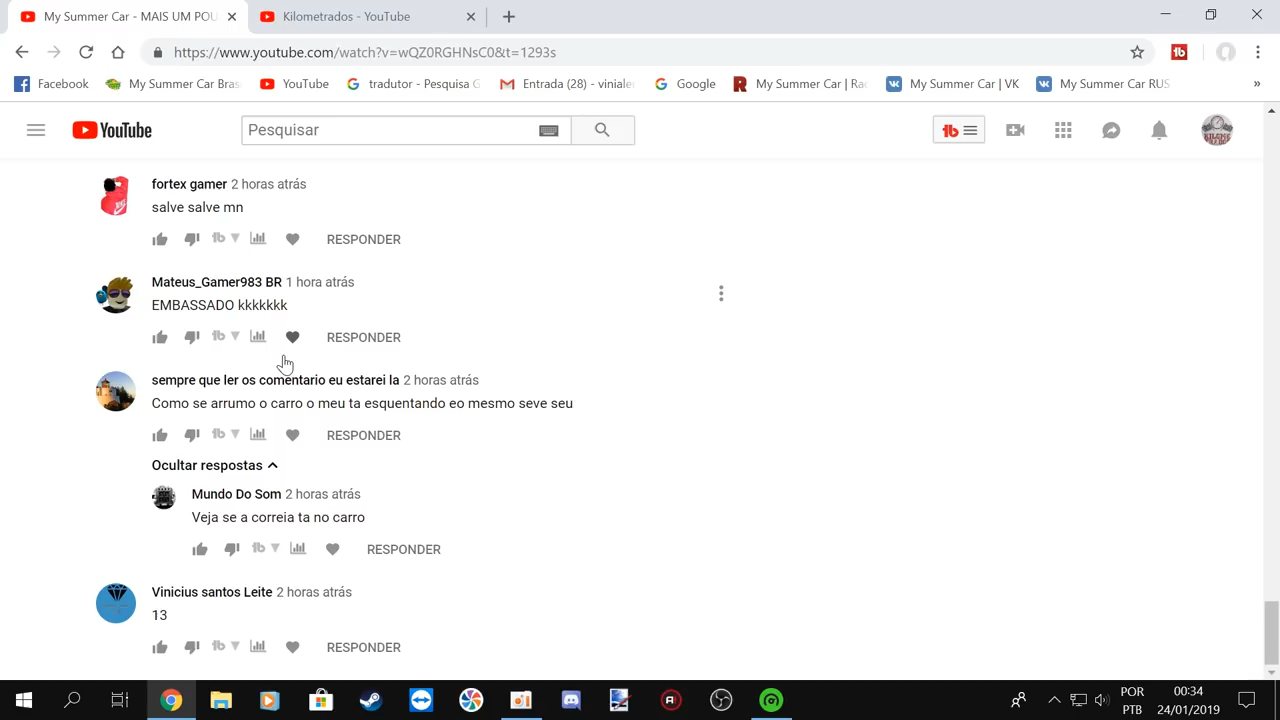 My Summer Car - MAIS UM POU
Kilometrados - YouTube
https://www.youtube.com/watch?v=wQZ0RGHNsC0&t=1293s
Facebook
My Summer Car Bras
YouTube
tradutor - Pesquisa G
Entrada (28) - viniale
Google
My Summer Car | Ra
My Summer Car | VK
My Summer Car RUS
YouTube
Pesquisar
fortex gamer 2 horas atrás
salve salve mn
RESPONDER
Mateus_Gamer983 BR 1 hora atrás
EMBASSADO kkkkkkk
RESPONDER
sempre que ler os comentario eu estarei la 2 horas atrás
Como se arrumo o carro o meu ta esquentando eo mesmo seve seu
RESPONDER
Ocultar respostas
Mundo Do Som 2 horas atrás
Veja se a correia ta no carro
RESPONDER
Vinicius santos Leite 2 horas atrás
13
RESPONDER
POR
PTB
00:34
24/01/2019